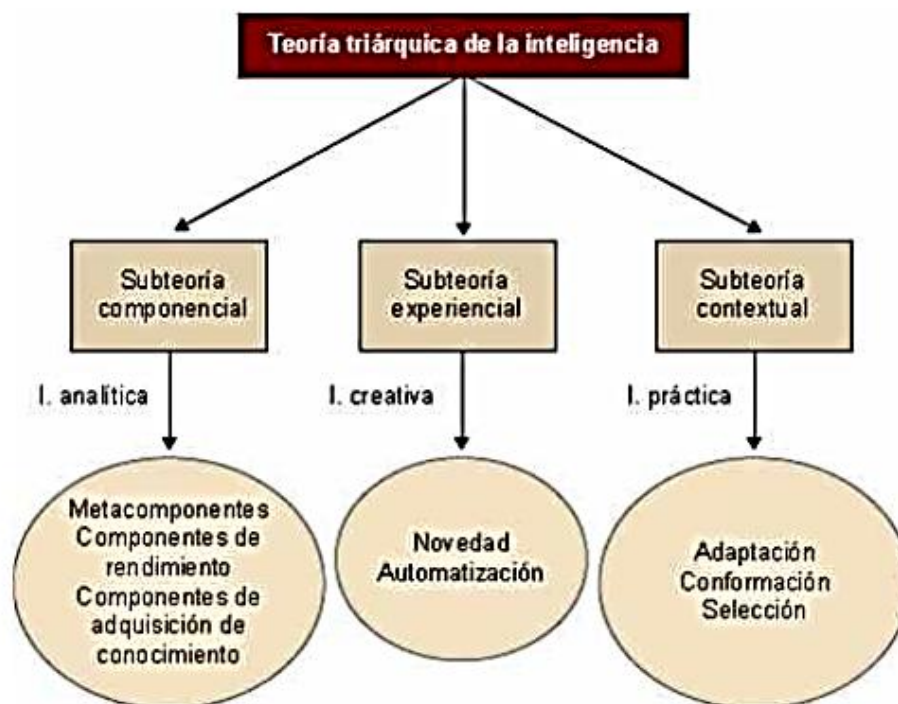 Teoría triárquica de la inteligencia
Subteoría
componencial
Subteoría
experiencial
Subteoría
contextual
I. analítica
I. creativa
I. práctica
Metacomponentes
Componentes de
rendimiento
Componentes de
adquisición de
conocimiento
Novedad
Automatización
Adaptación
Conformación
Selección